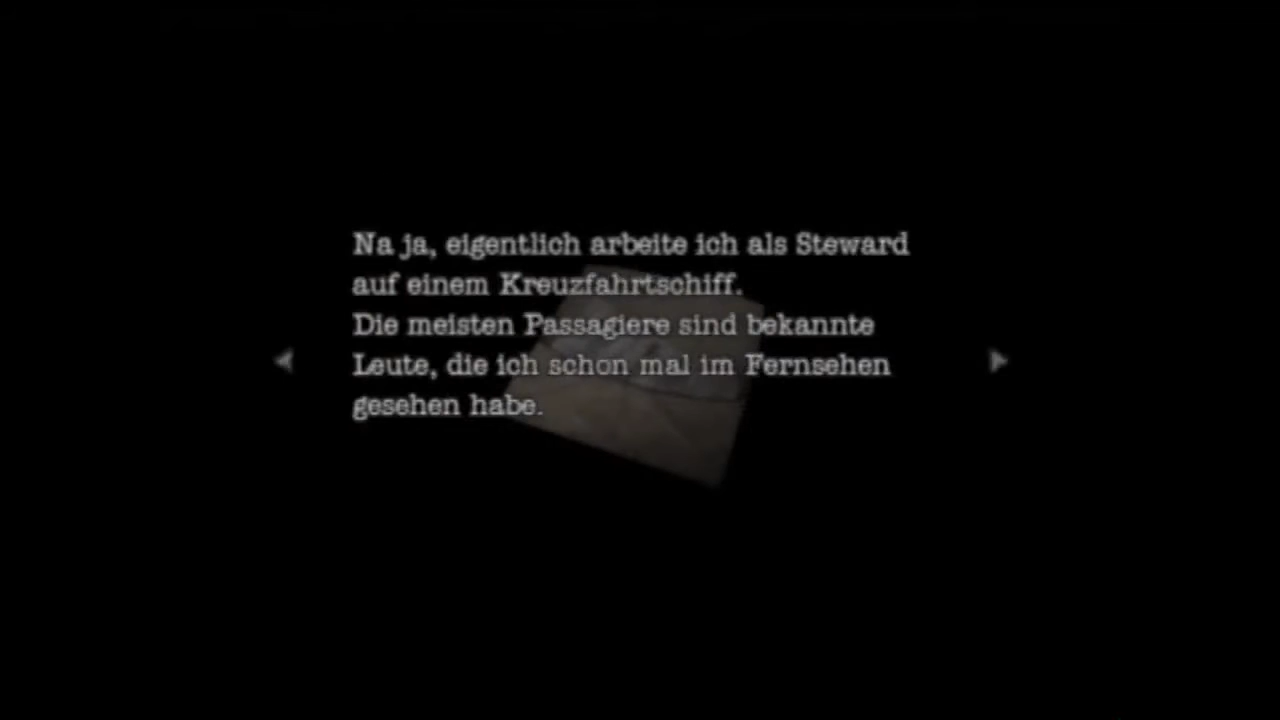 Na ja, eigentlich arbeite ich als Steward
auf einem Kreuzfahrtschiff.
Die meisten Passagiere sind bekannte
Leute, die ich schon mal im Fernsehen
gesehen habe.